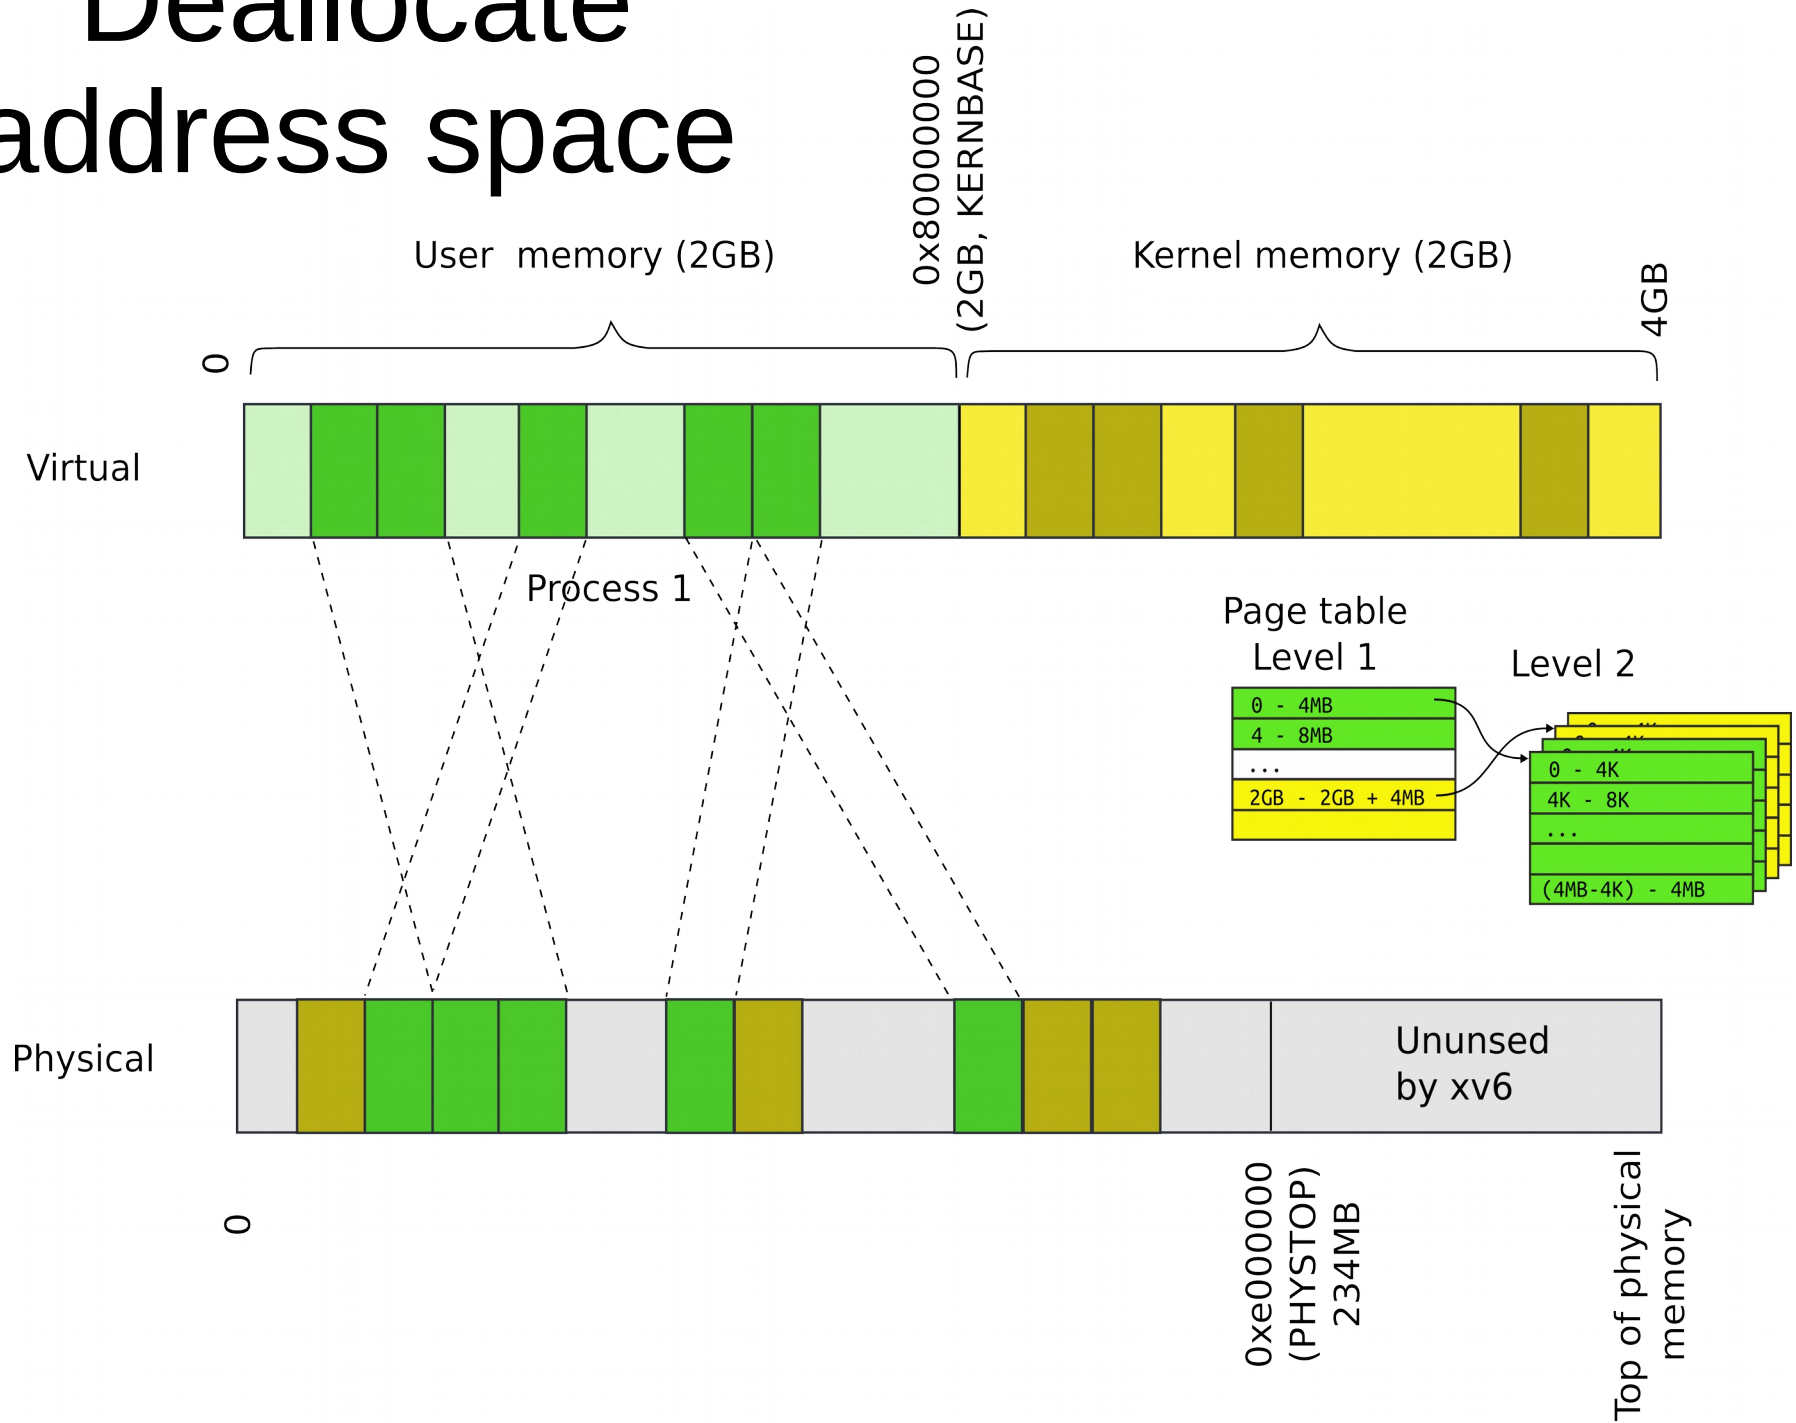 Deallocate
address space
0x80000000
(2GB, KERNBASE)
User  memory (2GB)
Kernel memory (2GB)
4GB
0
Virtual
Process 1
Page table
Level 1
Level 2
0 - 4MB
4 - 8MB
...
2GB - 2GB + 4MB
0 - 4K
4K - 8K
...
(4MB-4K) - 4MB
Physical
Ununsed
by xv6
0
0xe000000
(PHYSTOP)
234MB
Top of physical
memory